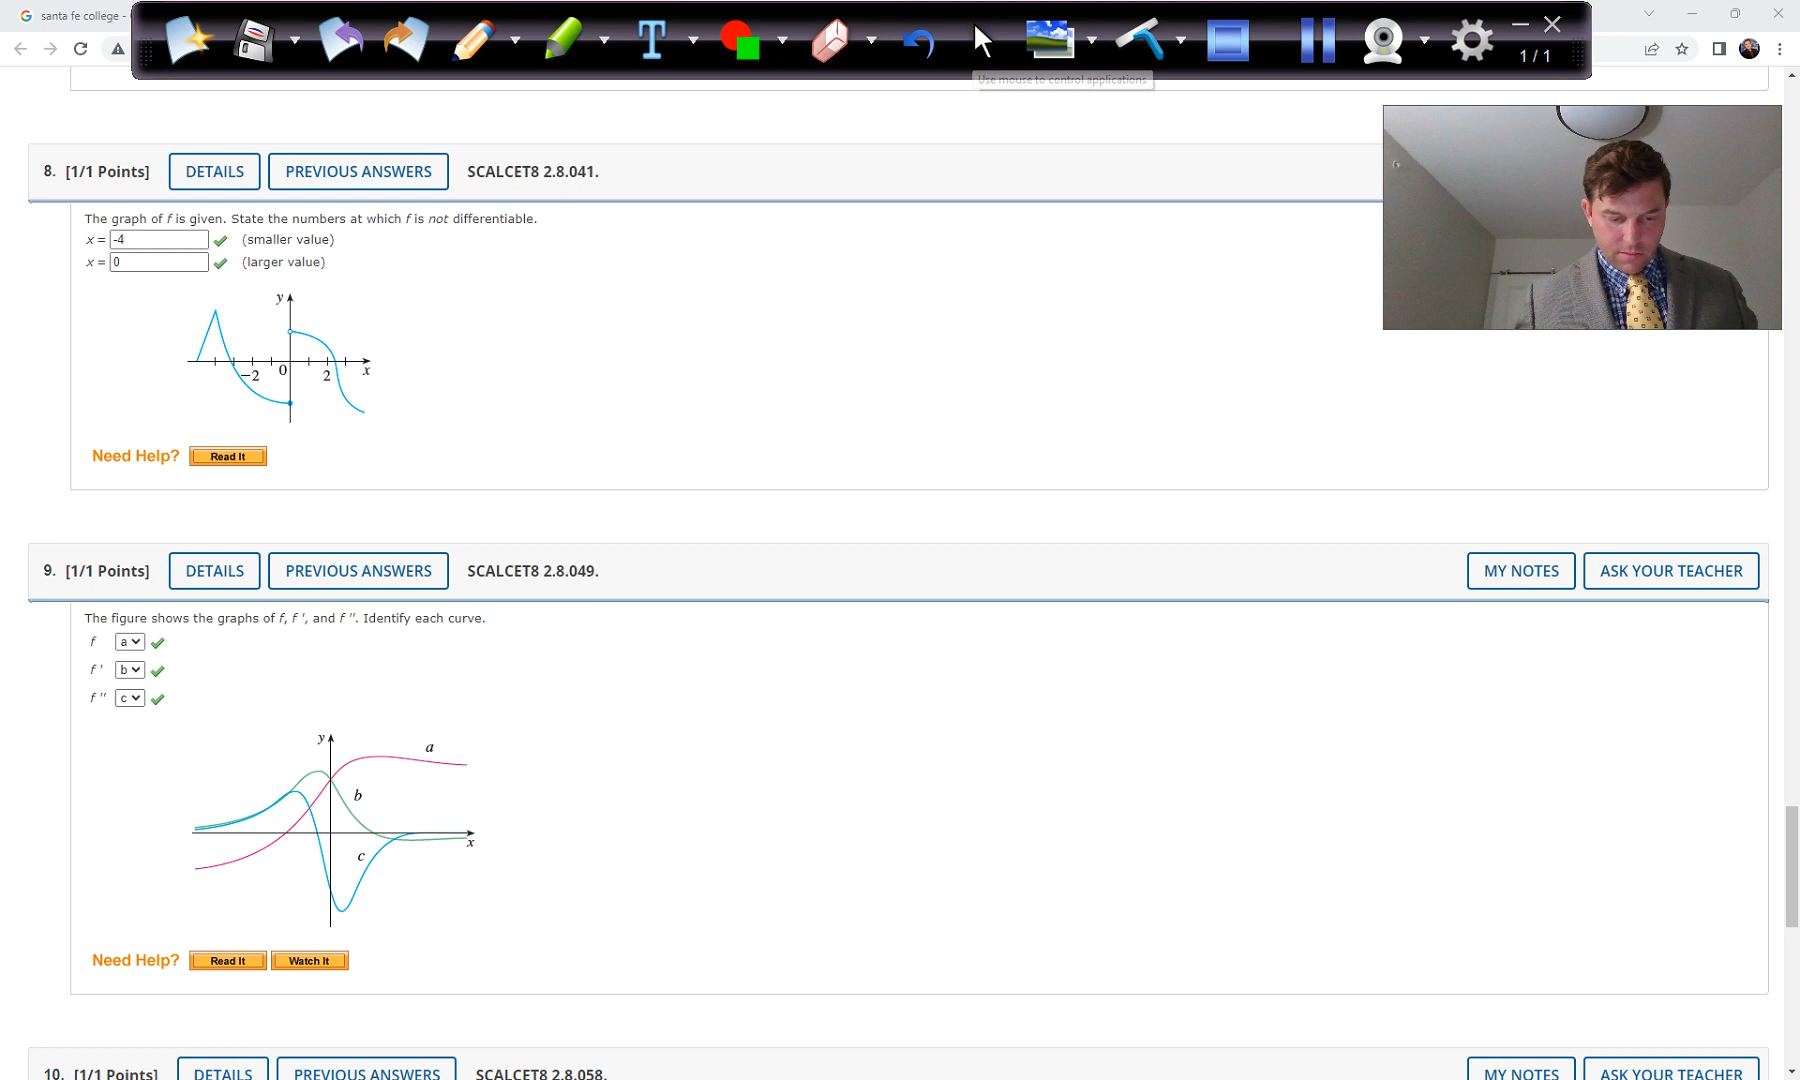 santa fe college -
T
1 / 1
Use mouse to control applications
8. [1/1 Points] DETAILS PREVIOUS ANSWERS SCALCET8 2.8.041.
The graph of f is given. State the numbers at which f is not differentiable.
x = -4 (smaller value)
x = 0 (larger value)
y
-2 0 2 x
Need Help? Read It
9. [1/1 Points] DETAILS PREVIOUS ANSWERS SCALCET8 2.8.049. MY NOTES ASK YOUR TEACHER
The figure shows the graphs of f, f ', and f ''. Identify each curve.
f a
f ' b
f '' c
y
a
b
x
c
Need Help? Read It Watch It
10. [1/1 Points] DETAILS PREVIOUS ANSWERS SCALCET8 2.8.058. MY NOTES ASK YOUR TEACHER